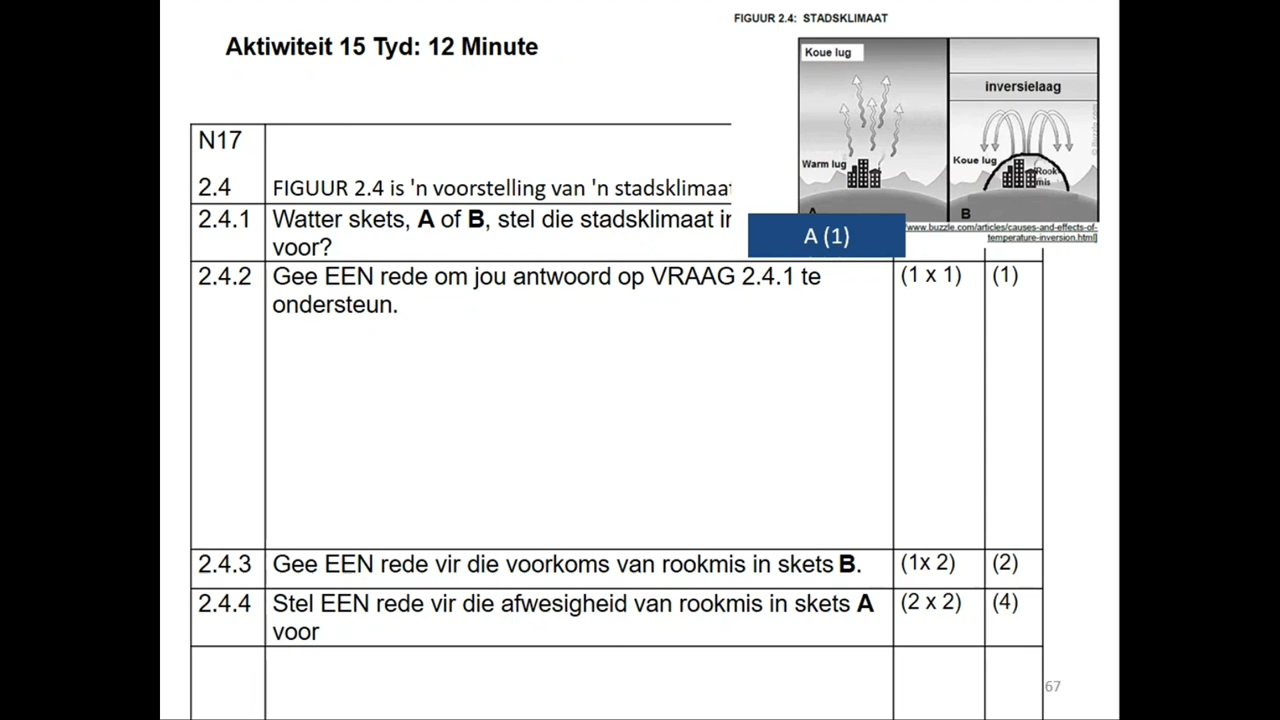 FIGUUR 2.4: STADSKLIMAAT
Aktiwiteit 15 Tyd: 12 Minute
Koue lug
inversielaag
Warm lug
Koue lug
Rook
mis
B
© Buzzle.com
www.buzzle.com/articles/causes-and-effects-of-
temperature-inversion.html]
N17
2.4 FIGUUR 2.4 is 'n voorstelling van 'n stadsklimaat
2.4.1 Watter skets, A of B, stel die stadsklimaat
voor?
A (1)
2.4.2 Gee EEN rede om jou antwoord op VRAAG 2.4.1 te (1 x 1) (1)
ondersteun.
2.4.3 Gee EEN rede vir die voorkoms van rookmis in skets B. (1x 2) (2)
2.4.4 Stel EEN rede vir die afwesigheid van rookmis in skets A (2 x 2) (4)
voor
67